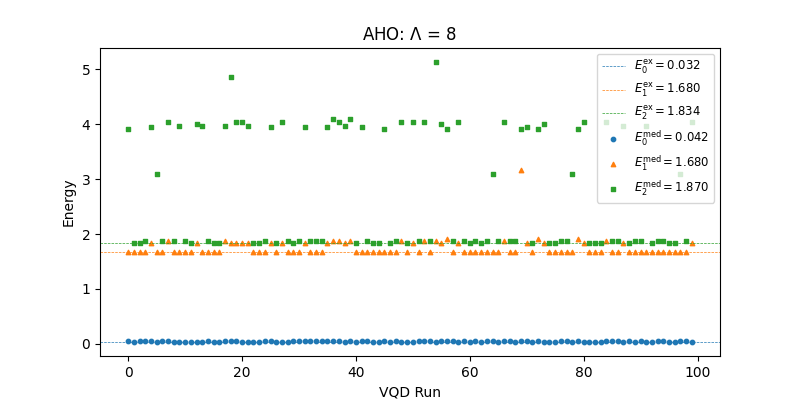 AHO: Λ = 8
Energy
5
4
3
2
1
0
0 20 40 60 80 100
VQD Run
E₀ᵉˣ = 0.032
E₁ᵉˣ = 1.680
E₂ᵉˣ = 1.834
E₀ᵐᵉᵈ = 0.042
E₁ᵐᵉᵈ = 1.680
E₂ᵐᵉᵈ = 1.870